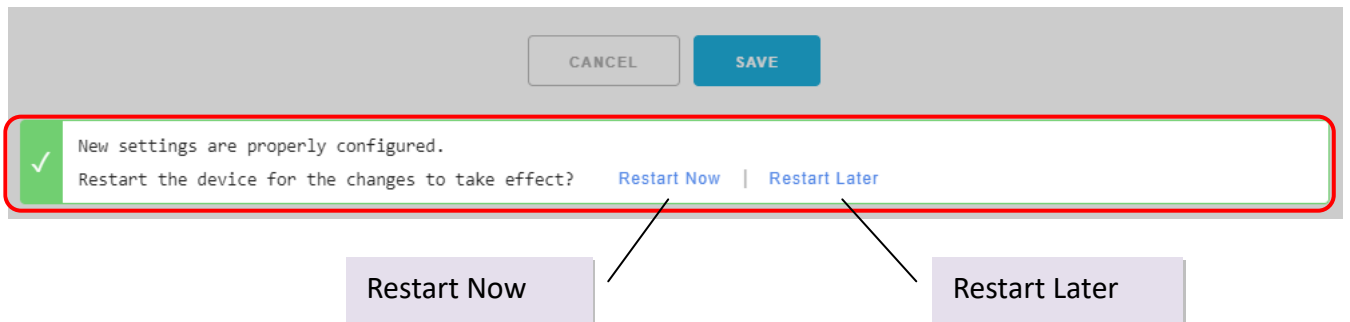 CANCEL SAVE
New settings are properly configured.
Restart the device for the changes to take effect? Restart Now | Restart Later
Restart Now Restart Later